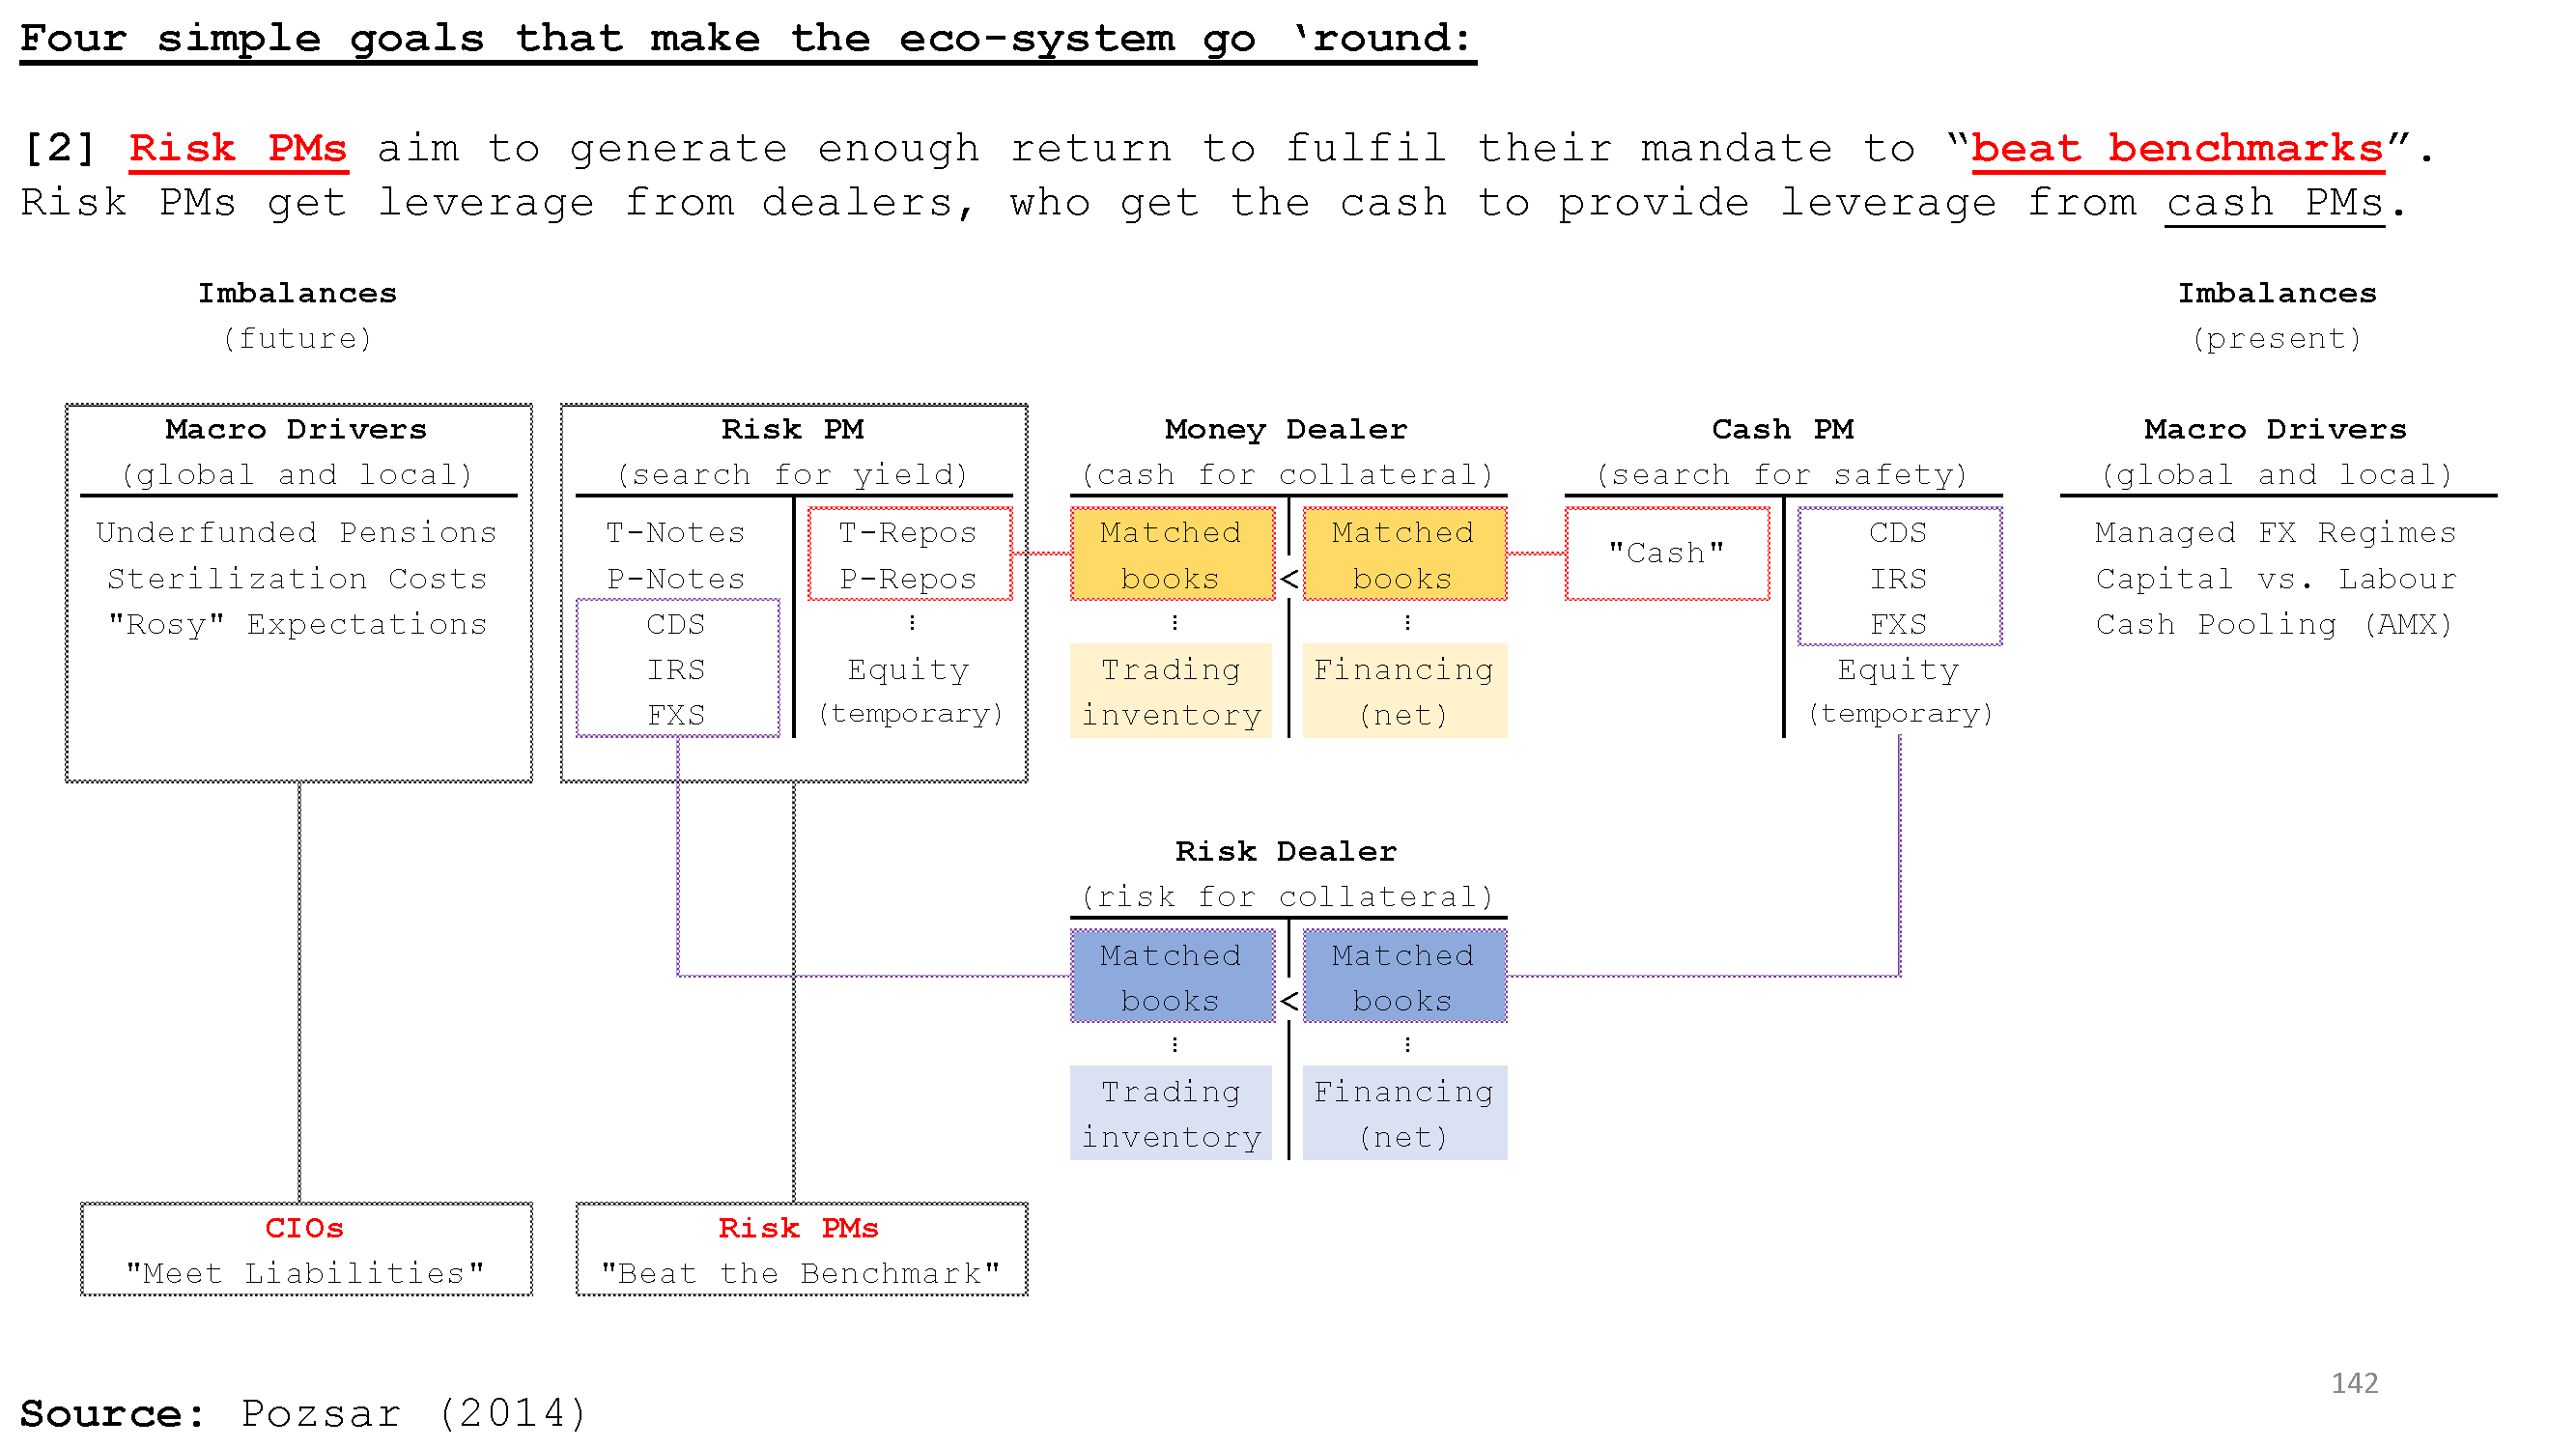 Four simple goals that make the eco-system go ‘round:
[2] Risk PMs aim to generate enough return to fulfil their mandate to “beat benchmarks”.
Risk PMs get leverage from dealers, who get the cash to provide leverage from cash PMs.
Imbalances
(future)
Imbalances
(present)
Macro Drivers
(global and local)
Underfunded Pensions
Sterilization Costs
"Rosy" Expectations
Risk PM
(search for yield)
T-Notes
P-Notes
CDS
IRS
FXS
T-Repos
P-Repos
⋮
Equity
(temporary)
Money Dealer
(cash for collateral)
Matched
books
⋮
Trading
inventory
<
Matched
books
⋮
Financing
(net)
Cash PM
(search for safety)
"Cash"
CDS
IRS
FXS
Equity
(temporary)
Macro Drivers
(global and local)
Managed FX Regimes
Capital vs. Labour
Cash Pooling (AMX)
Risk Dealer
(risk for collateral)
Matched
books
⋮
Trading
inventory
<
Matched
books
⋮
Financing
(net)
CIOs
"Meet Liabilities"
Risk PMs
"Beat the Benchmark"
142
Source: Pozsar (2014)